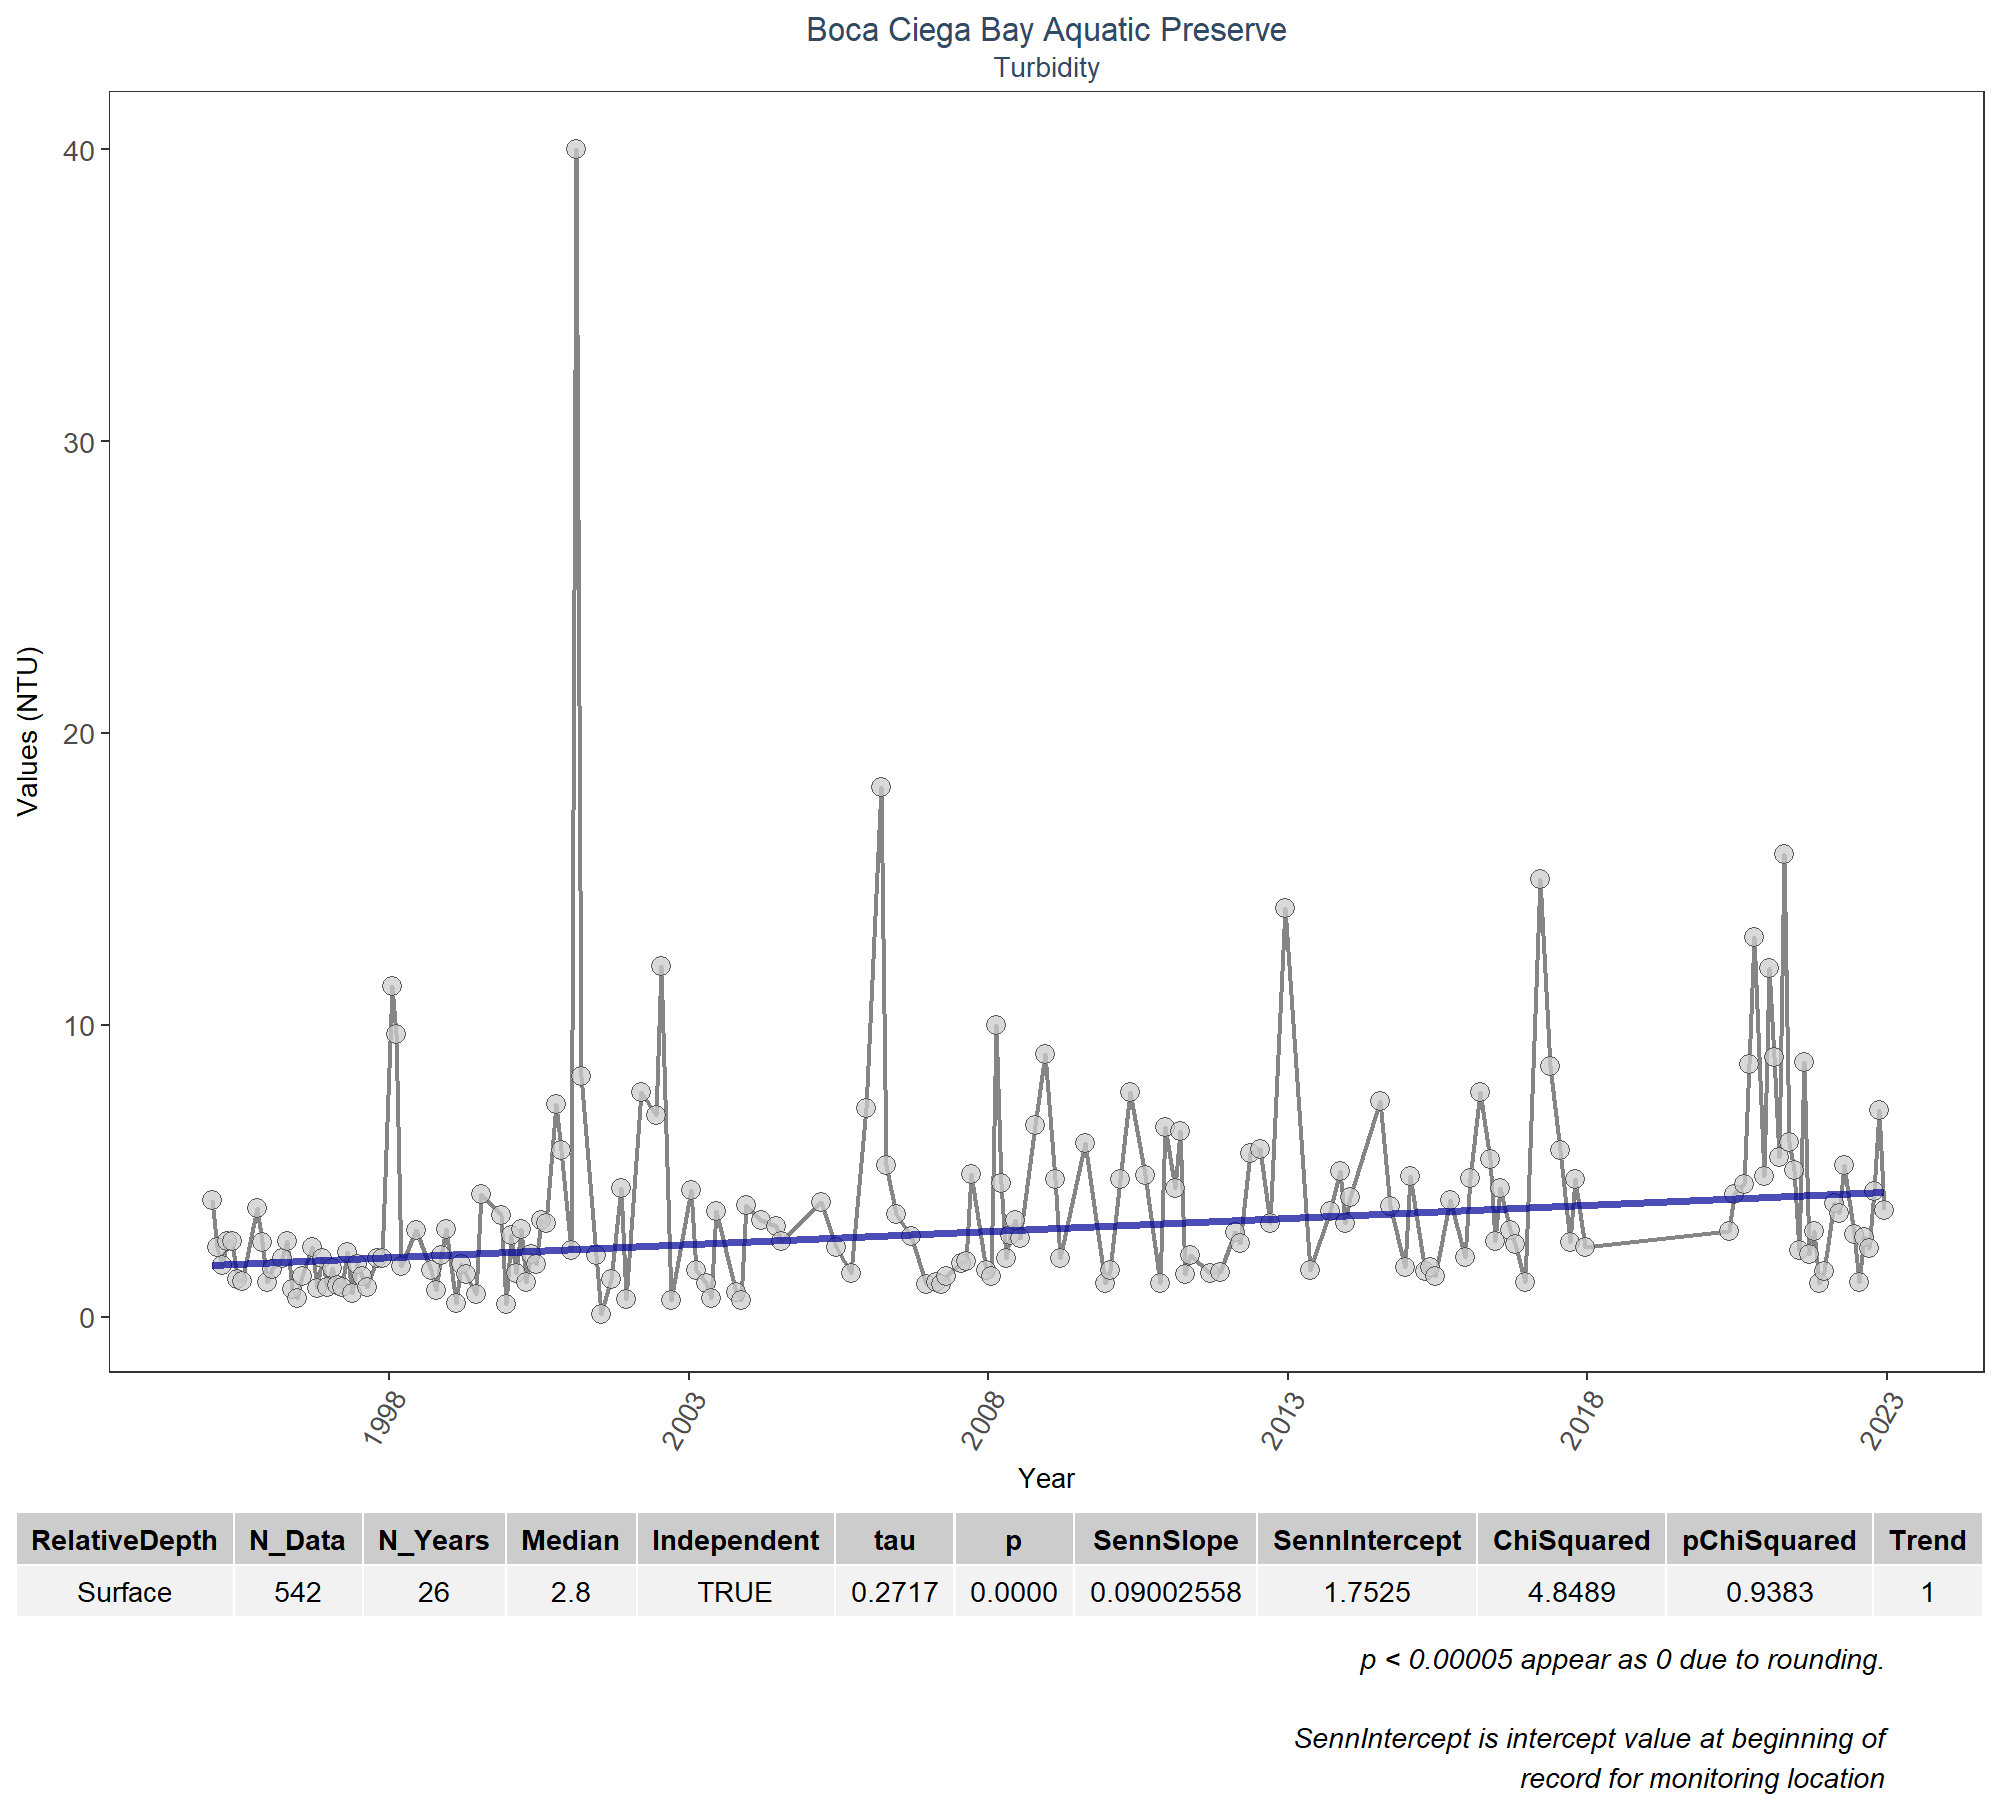 Boca Ciega Bay Aquatic Preserve
Turbidity
Values (NTU)
40
30
20
10
0
1998 2003 2008 2013 2018 2023
Year
RelativeDepth N_Data N_Years Median Independent tau p SennSlope SennIntercept ChiSquared pChiSquared Trend
Surface 542 26 2.8 TRUE 0.2717 0.0000 0.09002558 1.7525 4.8489 0.9383 1
p < 0.00005 appear as 0 due to rounding.
SennIntercept is intercept value at beginning of
record for monitoring location